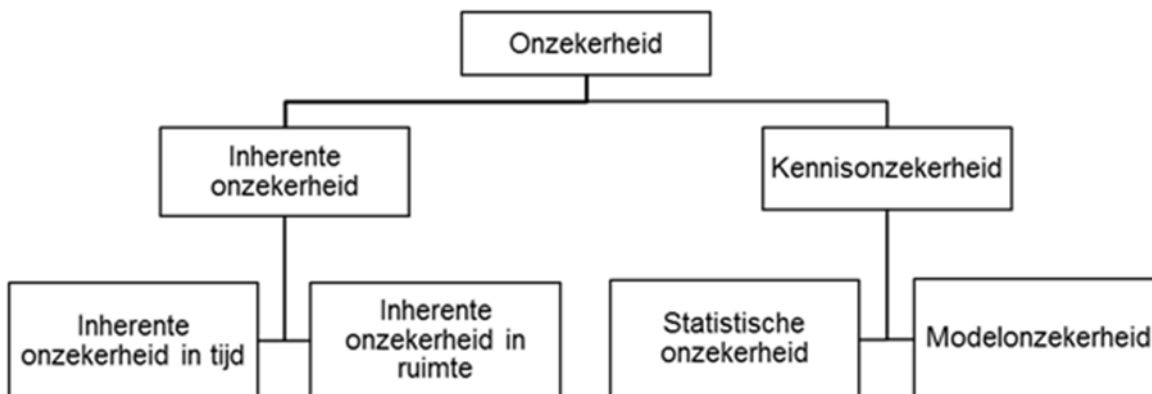 Onzekerheid
Inherente
onzekerheid
Kennisonzekerheid
Inherente
onzekerheid in tijd
Inherente
onzekerheid in
ruimte
Statistische
onzekerheid
Modelonzekerheid